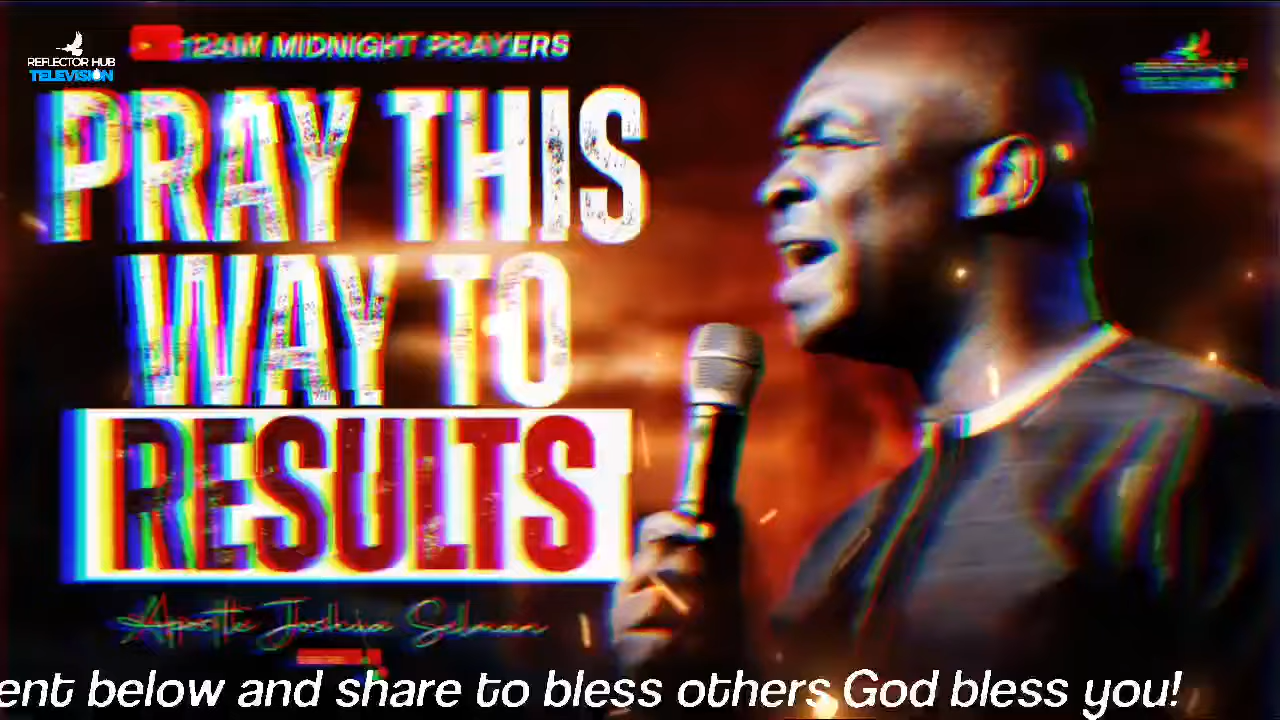 REFLECTOR HUB
TELEVISION
12AM MIDNIGHT PRAYERS
PRAY THIS
WAY TO
RESULTS
Apostle Joshua Selman
ent below and share to bless others God bless you!